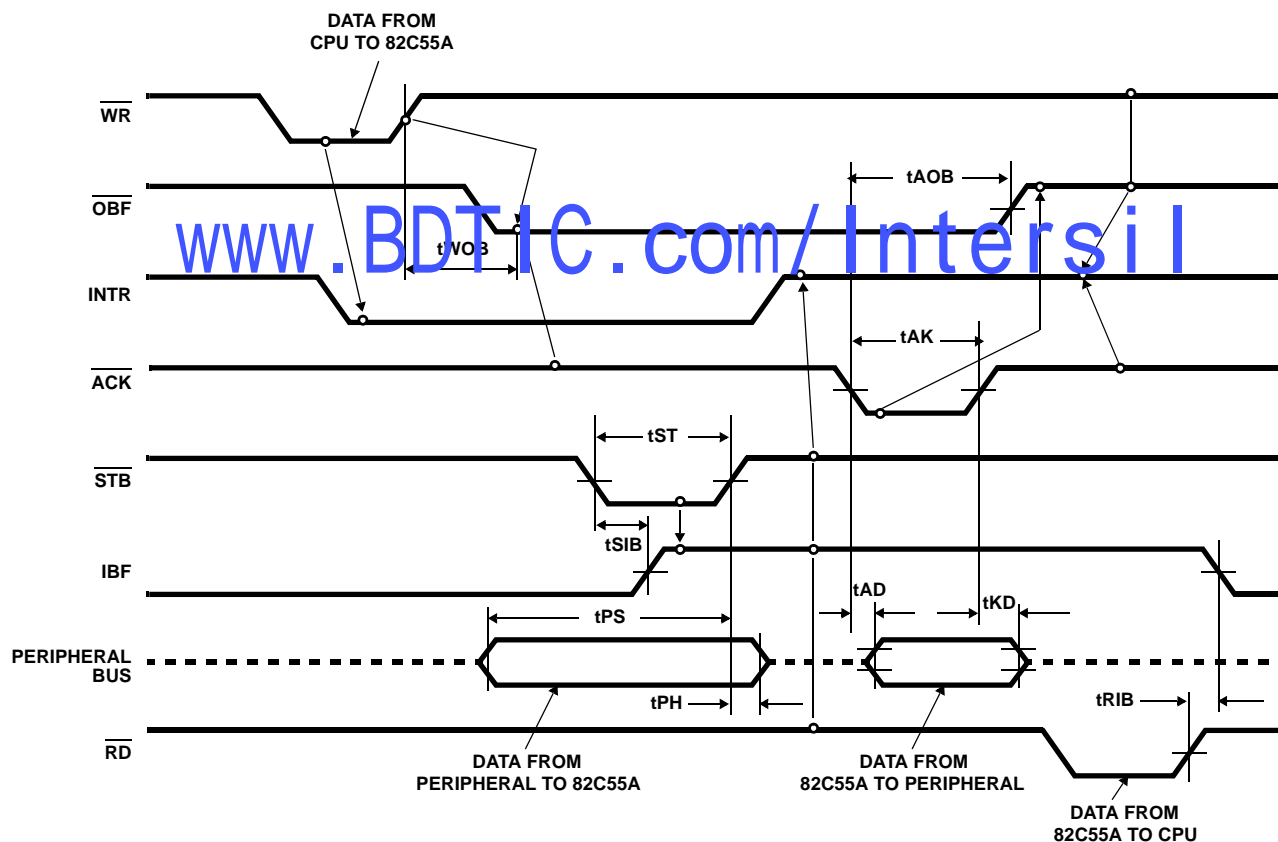 DATA FROM
CPU TO 82C55A
WR
tAOB
OBF
www.BDTIC.com/Intersil
tWOB
INTR
tAK
ACK
tST
STB
tSIB
IBF
tAD
tKD
tPS
PERIPHERAL
BUS
tPH
tRIB
RD
DATA FROM
PERIPHERAL TO 82C55A
DATA FROM
82C55A TO PERIPHERAL
DATA FROM
82C55A TO CPU